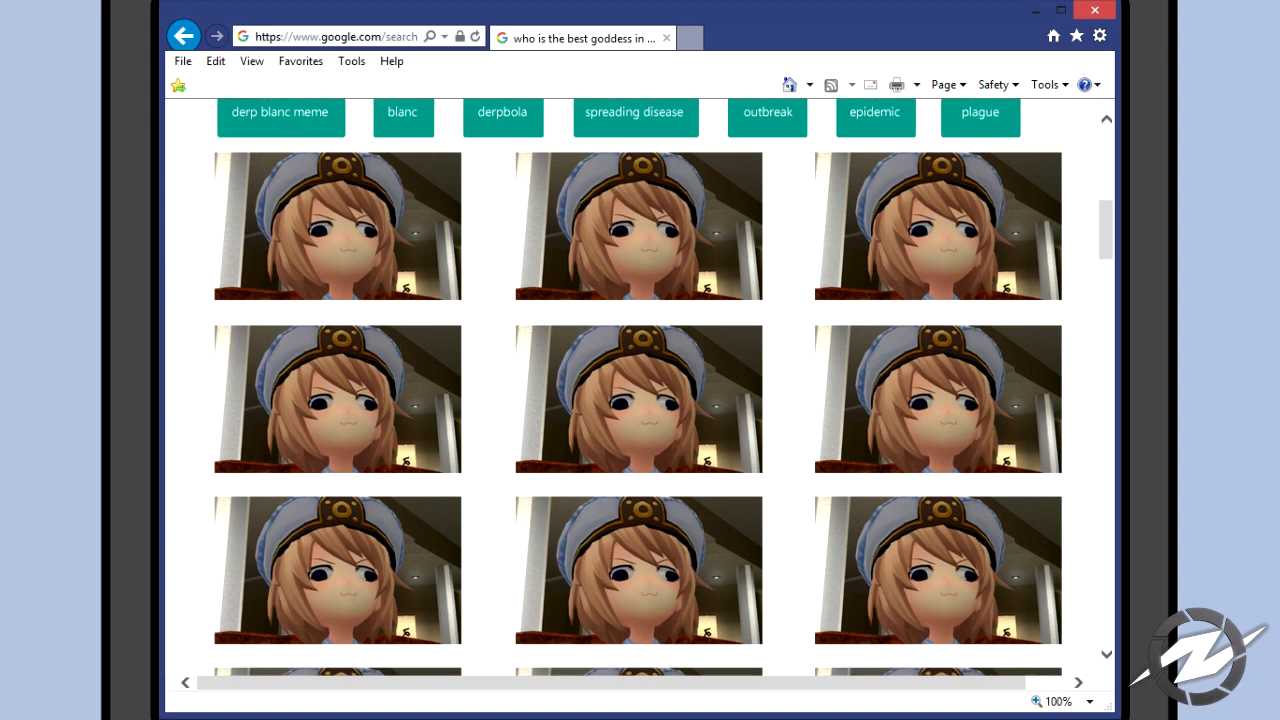 https://www.google.com/search
who is the best goddess in ...
File Edit View Favorites Tools Help
Page Safety Tools
derp blanc meme blanc derpbola spreading disease outbreak epidemic plague
100%